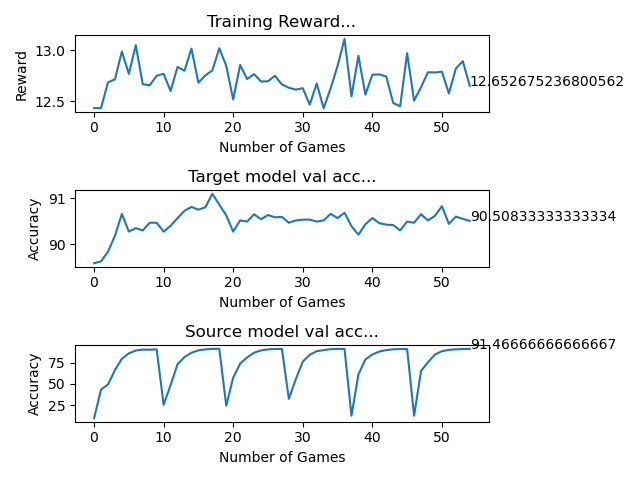 Training Reward...
Reward
13.0
12.5
12.652675236800562
0 10 20 30 40 50
Number of Games
Target model val acc...
Accuracy
91
90
90.50833333333334
0 10 20 30 40 50
Number of Games
Source model val acc...
Accuracy
75
50
25
91.46666666666667
0 10 20 30 40 50
Number of Games